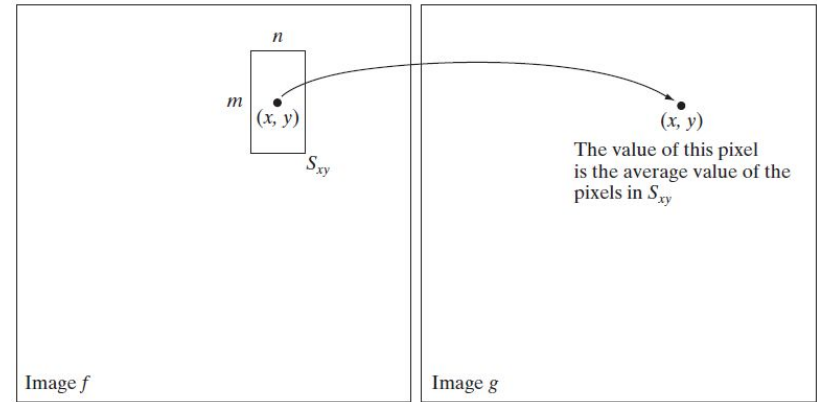 n
m
(x, y)
S_xy
Image f
(x, y)
The value of this pixel
is the average value of the
pixels in S_xy
Image g